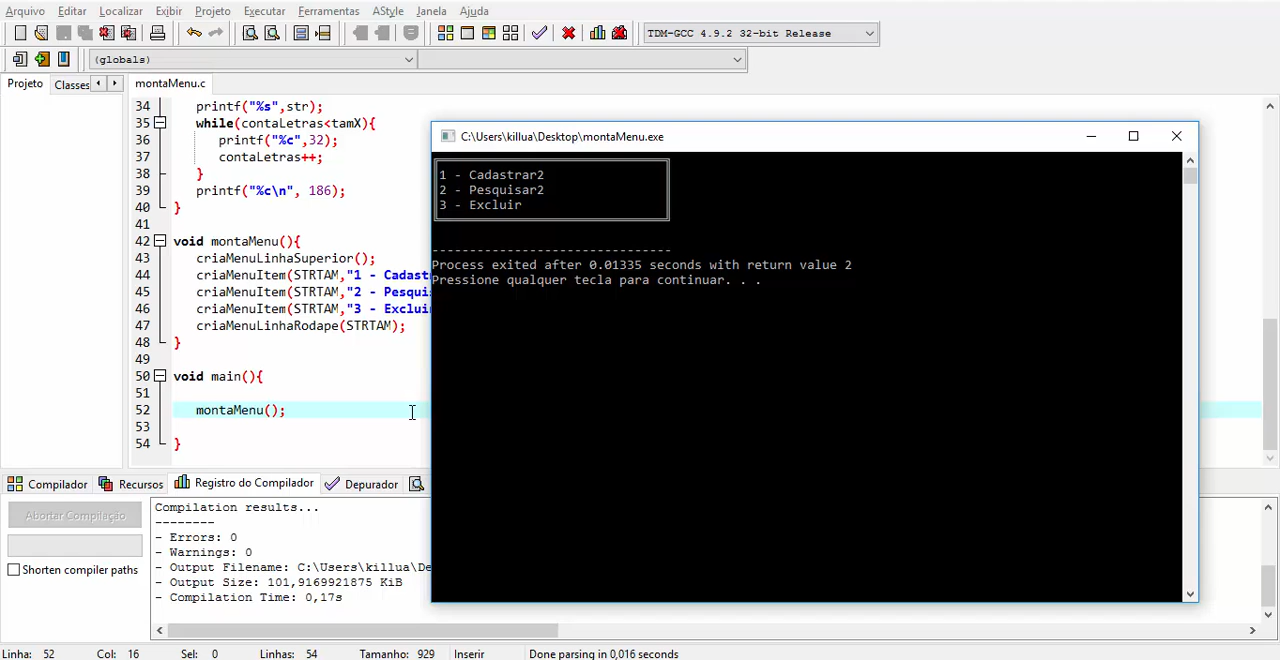 Arquivo Editar Localizar Exibir Projeto Executar Ferramentas AStyle Janela Ajuda
TDM-GCC 4.9.2 32-bit Release
(globals)
Projeto Classes montaMenu.c
34 printf("%s",str);
35 while(contaLetras<tamX){
36 printf("%c",32);
37 contaLetras++;
38 }
39 printf("%c\n", 186);
40 }
41
42 void montaMenu(){
43 criaMenuLinhaSuperior();
44 criaMenuItem(STRTAM,"1 - Cadast
45 criaMenuItem(STRTAM,"2 - Pesqui
46 criaMenuItem(STRTAM,"3 - Excluir
47 criaMenuLinhaRodape(STRTAM);
48 }
49
50 void main(){
51
52 montaMenu();
53
54 }
C:\Users\killua\Desktop\montaMenu.exe
1 - Cadastrar2
2 - Pesquisar2
3 - Excluir
--------------------------------
Process exited after 0.01335 seconds with return value 2
Pressione qualquer tecla para continuar. . .
Compilador Recursos Registro do Compilador Depurador
Abortar Compilação
Shorten compiler paths
Compilation results...
--------
- Errors: 0
- Warnings: 0
- Output Filename: C:\Users\killua\De
- Output Size: 101,9169921875 KiB
- Compilation Time: 0,17s
Linha: 52 Col: 16 Sel: 0 Linhas: 54 Tamanho: 929 Inserir Done parsing in 0,016 seconds